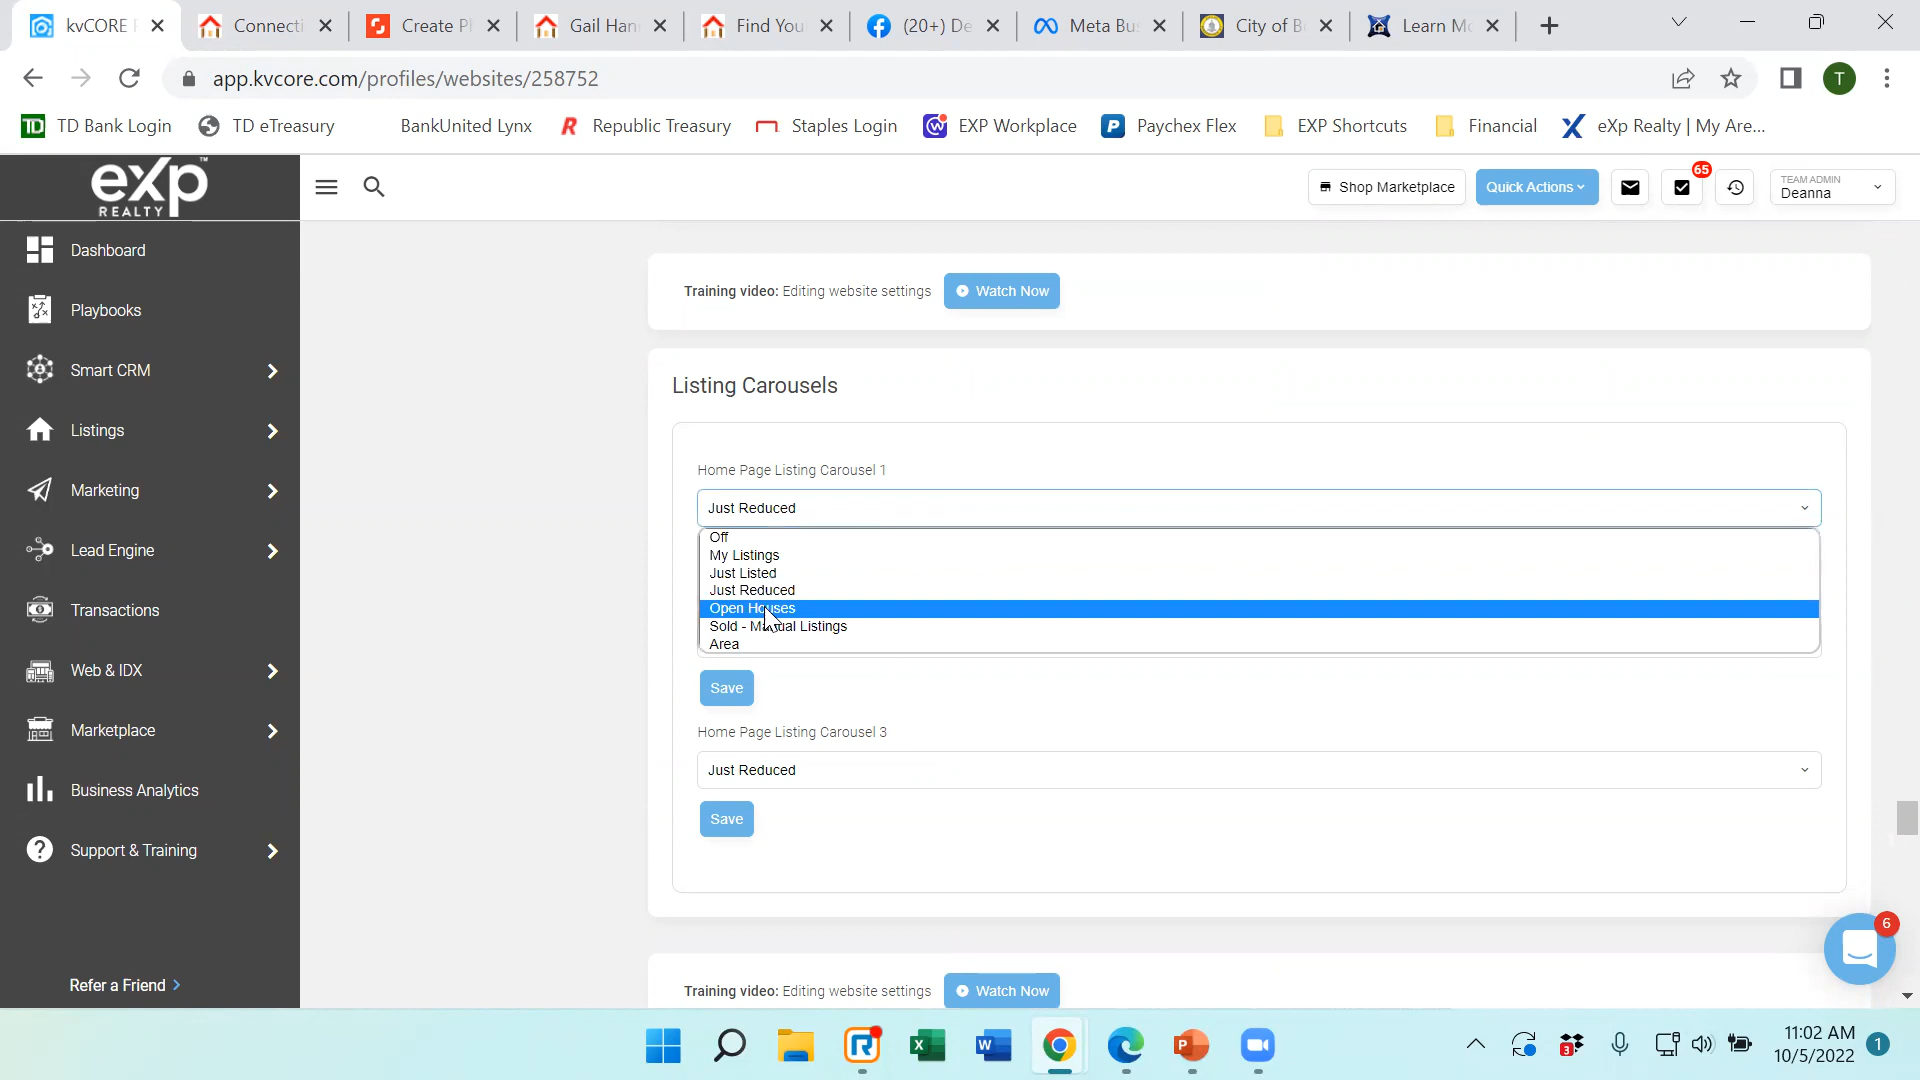 kvCORE
Connecti
Create P
Gail Han
Find You
(20+) De
Meta Bus
City of B
Learn Mo
app.kvcore.com/profiles/websites/258752
T
TD TD Bank Login
TD eTreasury
BankUnited Lynx
Republic Treasury
Staples Login
EXP Workplace
Paychex Flex
EXP Shortcuts
Financial
eXp Realty | My Are...
eXp REALTY
Shop Marketplace
Quick Actions
65
TEAM ADMIN
Deanna
Dashboard
Playbooks
Smart CRM
Listings
Marketing
Lead Engine
Transactions
Web & IDX
Marketplace
Business Analytics
Support & Training
Refer a Friend
Training video: Editing website settings
Watch Now
Listing Carousels
Home Page Listing Carousel 1
Just Reduced
Off
My Listings
Just Listed
Just Reduced
Open Houses
Sold - Manual Listings
Area
Save
Home Page Listing Carousel 3
Just Reduced
Save
6
Training video: Editing website settings
Watch Now
3
11:02 AM
10/5/2022
1